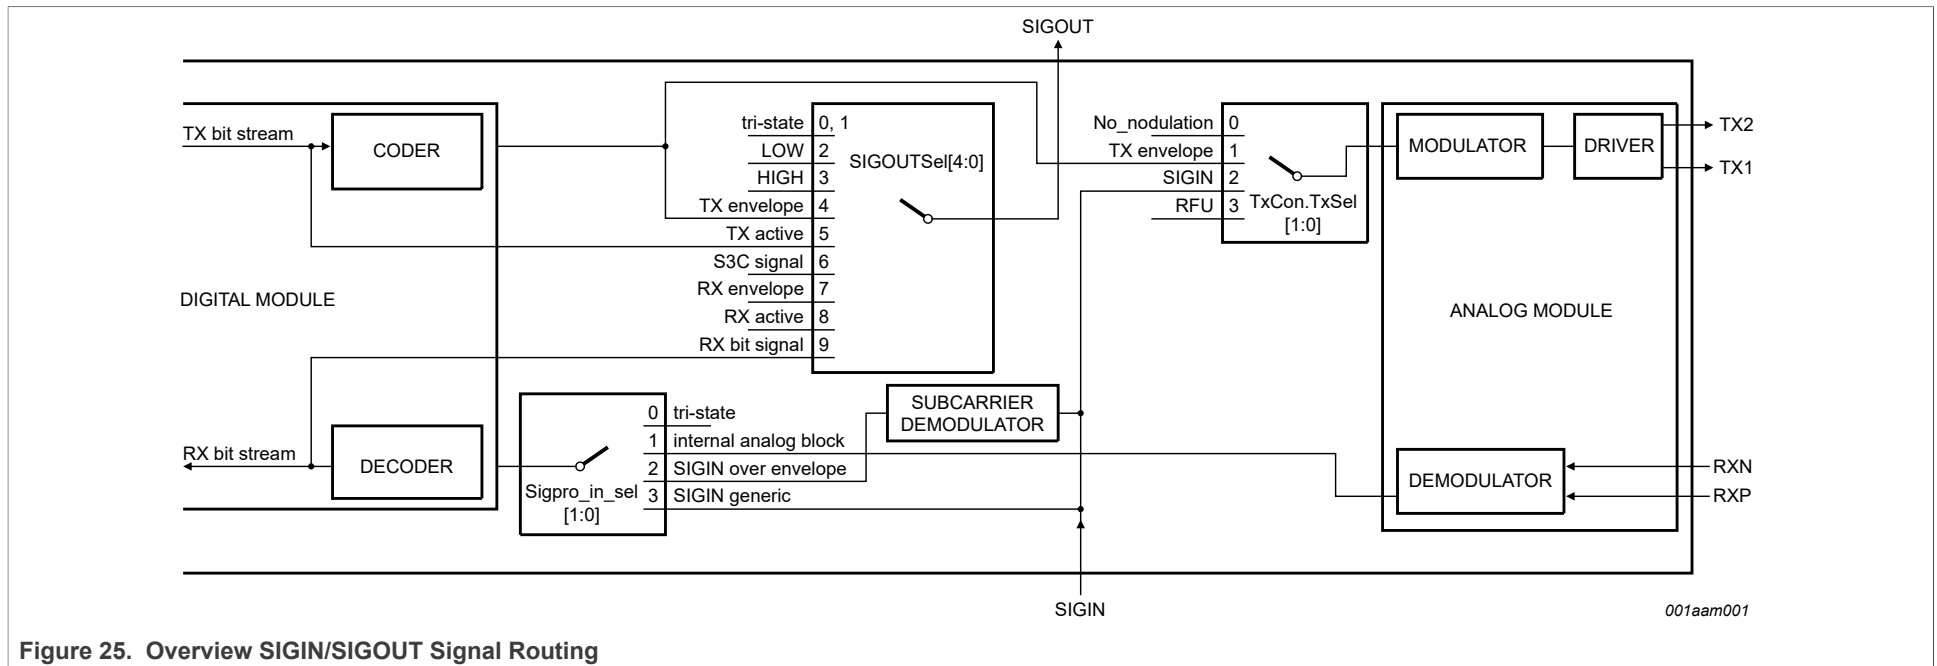 SIGOUT
TX bit stream
CODER
tri-state 0, 1
LOW 2
HIGH 3
TX envelope 4
TX active 5
S3C signal 6
RX envelope 7
RX active 8
RX bit signal 9
SIGOUTSel[4:0]
No_nodulation 0
TX envelope 1
SIGIN 2
RFU 3
TxCon.TxSel
[1:0]
MODULATOR
DRIVER
TX2
TX1
DIGITAL MODULE
ANALOG MODULE
SUBCARRIER
DEMODULATOR
0 tri-state
1 internal analog block
2 SIGIN over envelope
3 SIGIN generic
Sigpro_in_sel
[1:0]
RX bit stream
DECODER
DEMODULATOR
RXN
RXP
SIGIN
001aam001
Figure 25. Overview SIGIN/SIGOUT Signal Routing